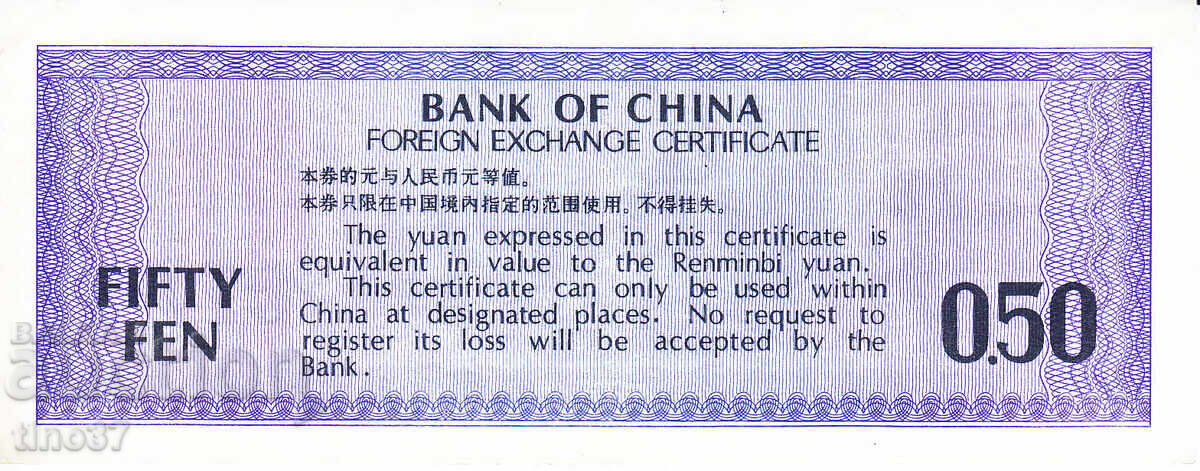 BANK OF CHINA
FOREIGN EXCHANGE CERTIFICATE
本券的元与人民币元等值。
本券只限在中国境内指定的范围使用。不得挂失。
The yuan expressed in this certificate is
equivalent in value to the Renminbi yuan.
This certificate can only be used within
China at designated places. No request to
register its loss will be accepted by the
Bank.
FIFTY
FEN
0.50
tino37